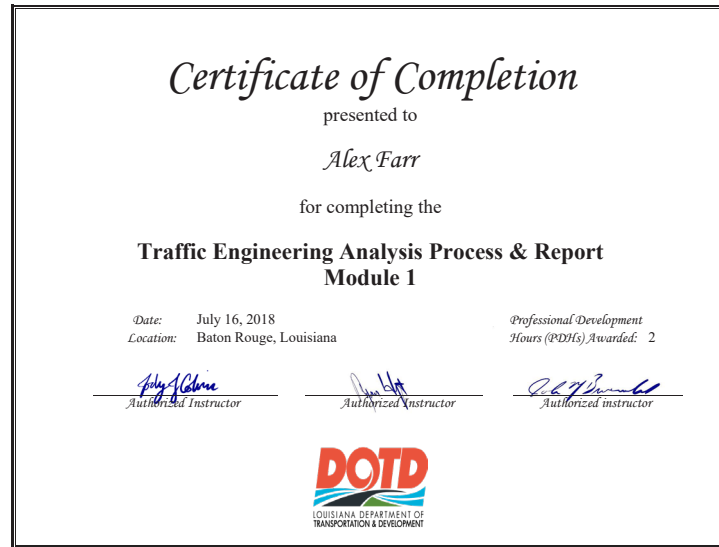 Certificate of Completion
presented to
Alex Farr
for completing the
Traffic Engineering Analysis Process & Report
Module 1
Date: July 16, 2018
Location: Baton Rouge, Louisiana
Professional Development
Hours (PDHs) Awarded: 2
Authorized Instructor
Authorized Instructor
Authorized instructor
DOTD
LOUISIANA DEPARTMENT OF
TRANSPORTATION & DEVELOPMENT